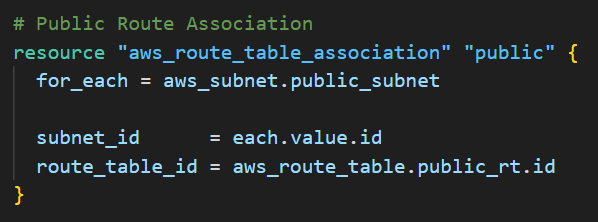 # Public Route Association
resource "aws_route_table_association" "public" {
  for_each = aws_subnet.public_subnet

  subnet_id      = each.value.id
  route_table_id = aws_route_table.public_rt.id
}